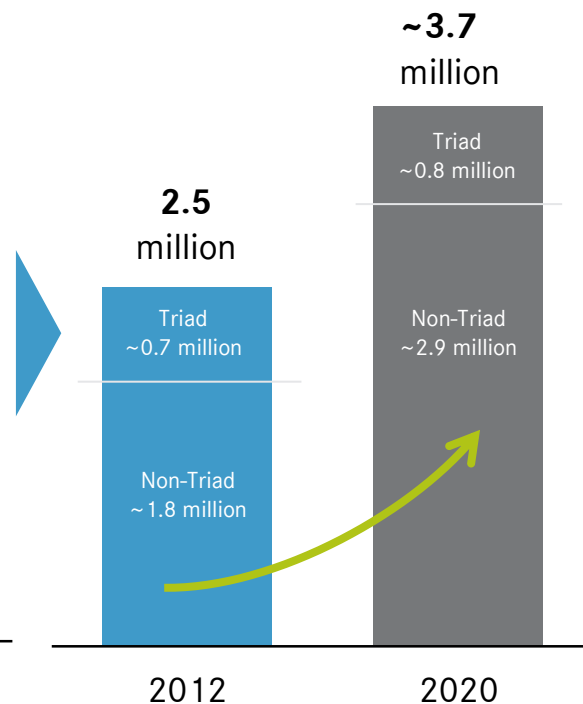 ~3.7
million
Triad
~0.8 million
2.5
million
Triad
~0.7 million
Non-Triad
~2.9 million
Non-Triad
~1.8 million
2012
2020